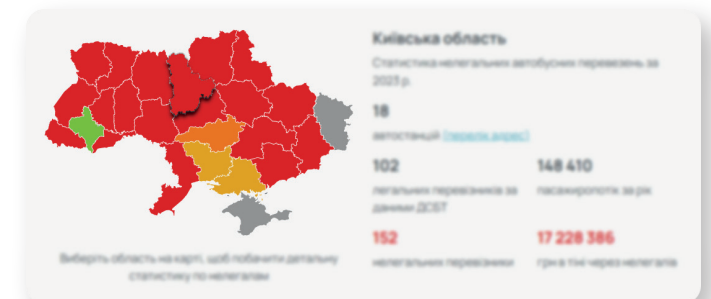 Київська область
Статистика нелегальних автобусних перевезень за
2023 р.
18
автостанцій (перелік адрес)
102
148 410
легальних перевізників за
даними ДСБТ
пасажиропотік за рік
152
17 228 386
нелегальних перевізники
грн в тіні через нелегалів
Виберіть область на карті, щоб побачити детальну
статистику по нелегалам